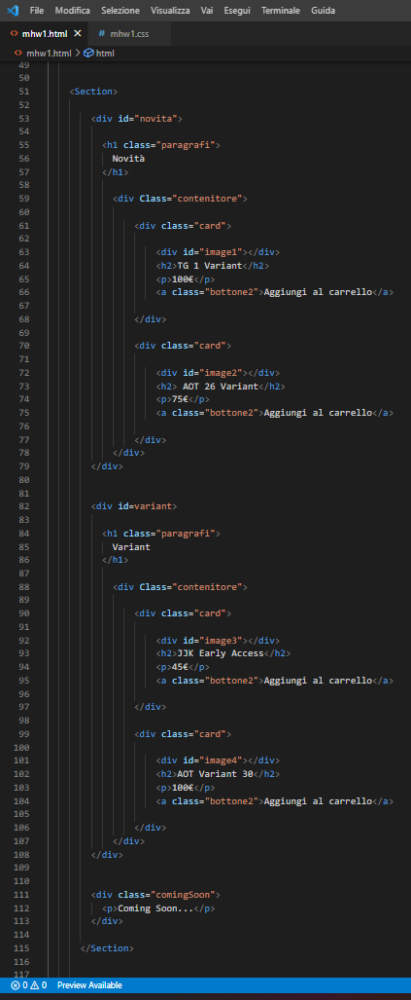 File Modifica Selezione Visualizza Vai Esegui Terminale Guida
mhw1.html mhw1.css
mhw1.html > html
49
50
51 <Section>
52
53 <div id="novita">
54
55 <h1 class="paragrafi">
56 Novità
57 </h1>
58
59 <div Class="contenitore">
60
61 <div class="card">
62
63 <div id="image1"></div>
64 <h2>TG 1 Variant</h2>
65 <p>100€</p>
66 <a class="bottone2">Aggiungi al carrello</a>
67
68 </div>
69
70 <div class="card">
71
72 <div id="image2"></div>
73 <h2> AOT 26 Variant</h2>
74 <p>75€</p>
75 <a class="bottone2">Aggiungi al carrello</a>
76
77 </div>
78 </div>
79 </div>
80
81
82 <div id=variant>
83
84 <h1 class="paragrafi">
85 Variant
86 </h1>
87
88 <div Class="contenitore">
89
90 <div class="card">
91
92 <div id="image3"></div>
93 <h2>JJK Early Access</h2>
94 <p>45€</p>
95 <a class="bottone2">Aggiungi al carrello</a>
96
97 </div>
98
99 <div class="card">
100
101 <div id="image4"></div>
102 <h2>AOT Variant 30</h2>
103 <p>100€</p>
104 <a class="bottone2">Aggiungi al carrello</a>
105
106 </div>
107 </div>
108 </div>
109
110
111 <div class="comingSoon">
112 <p>Coming Soon...</p>
113 </div>
114
115 </Section>
116
117
0 0 Preview Available